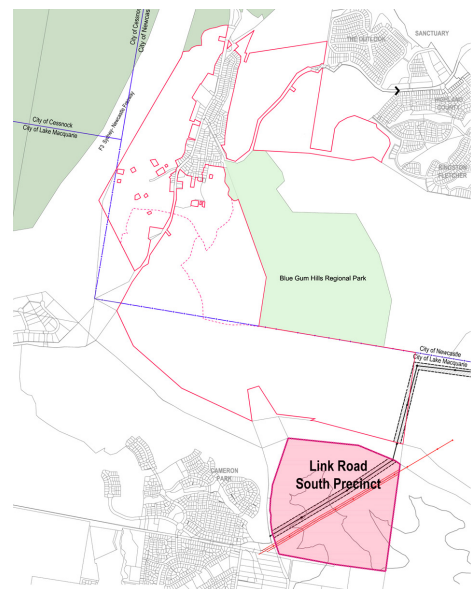 City of Cessnock
City of Newcastle
THE OUTLOOK
SANCTUARY
HIGHLAND
COUNTY
KINGSTON
FLETCHER
F3 Sydney Newcastle Freeway
City of Cessnock
City of Lake Macquarie
Blue Gum Hills Regional Park
City of Newcastle
City of Lake Macquarie
CAMERON
PARK
Link Road
South Precinct